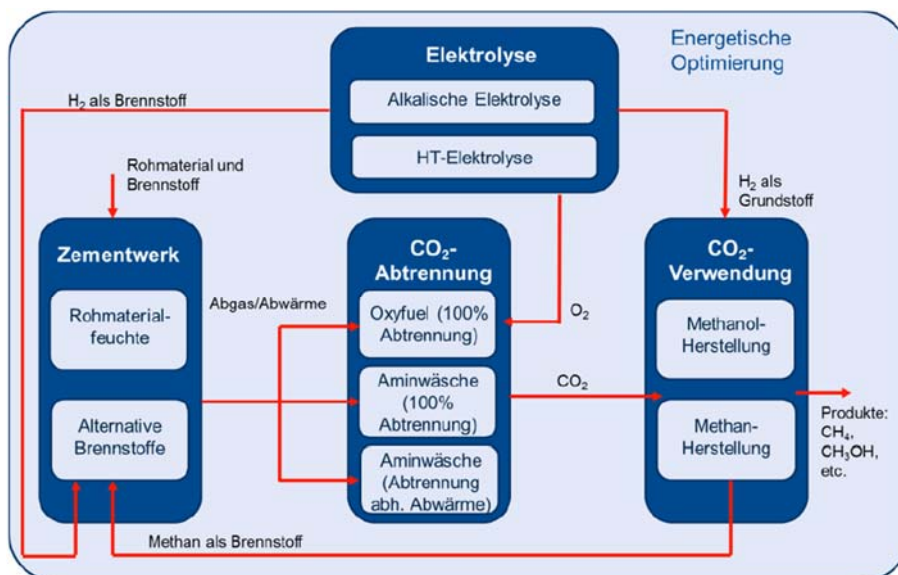 Energetische
Optimierung
Elektrolyse
Alkalische Elektrolyse
HT-Elektrolyse
H₂ als Brennstoff
Rohmaterial und
Brennstoff
H₂ als
Grundstoff
Zementwerk
Rohmaterial-
feuchte
Alternative
Brennstoffe
Abgas/Abwärme
CO₂-
Abtrennung
Oxyfuel (100%
Abtrennung)
Aminwäsche
(100%
Abtrennung)
Aminwäsche
(Abtrennung
abh. Abwärme)
O₂
CO₂
CO₂-
Verwendung
Methanol-
Herstellung
Methan-
Herstellung
Produkte:
CH₄,
CH₃OH,
etc.
Methan als Brennstoff